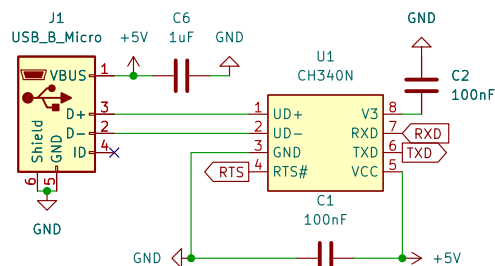 J1
USB_B_Micro
VBUS 1
D+ 3
D- 2
ID 4
Shield
GND
6
5
GND
+5V
C6
1uF
GND
U1
CH340N
1 UD+
2 UD-
3 GND
4 RTS#
V3 8
RXD 7
TXD 6
VCC 5
RTS
RXD
TXD
GND
C2
100nF
C1
100nF
GND
+5V